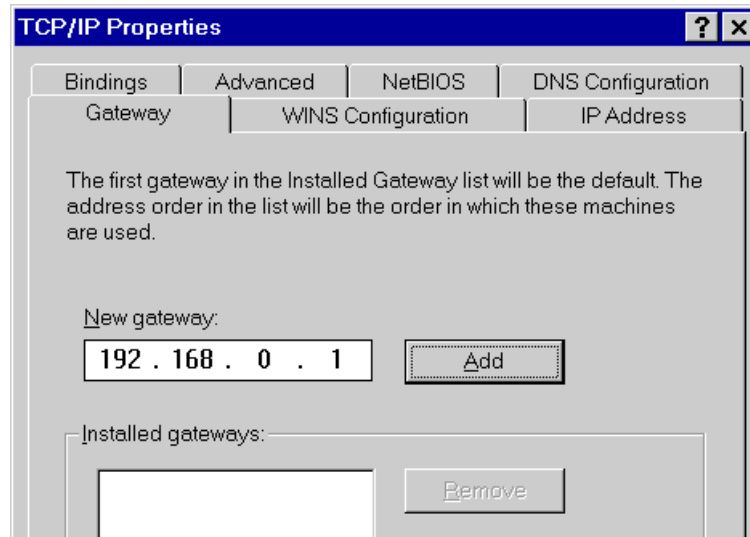 TCP/IP Properties ? ×
Bindings Advanced NetBIOS DNS Configuration
Gateway WINS Configuration IP Address
The first gateway in the Installed Gateway list will be the default. The
address order in the list will be the order in which these machines
are used.
New gateway:
192 . 168 . 0 . 1 Add
Installed gateways:
Remove